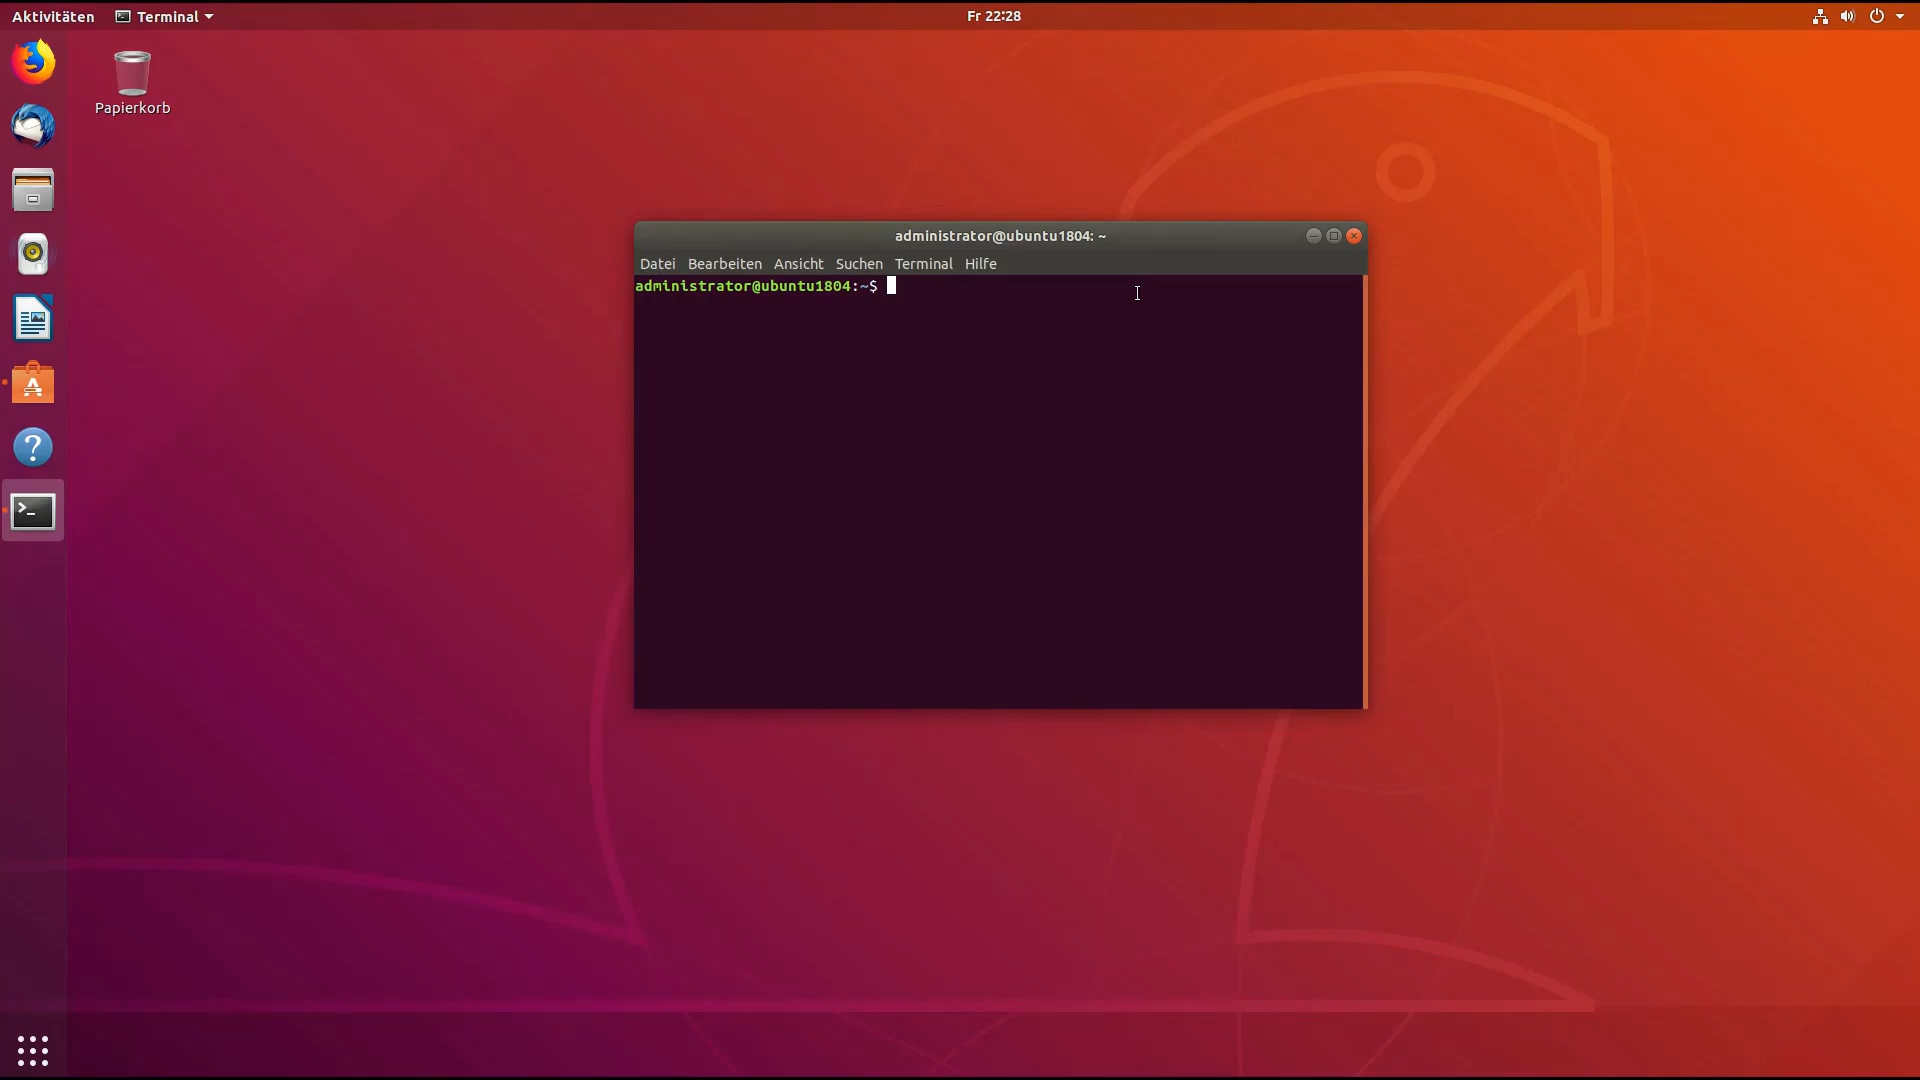 Aktivitäten Terminal Fr 22:28
Papierkorb
administrator@ubuntu1804: ~
Datei Bearbeiten Ansicht Suchen Terminal Hilfe
administrator@ubuntu1804:~$